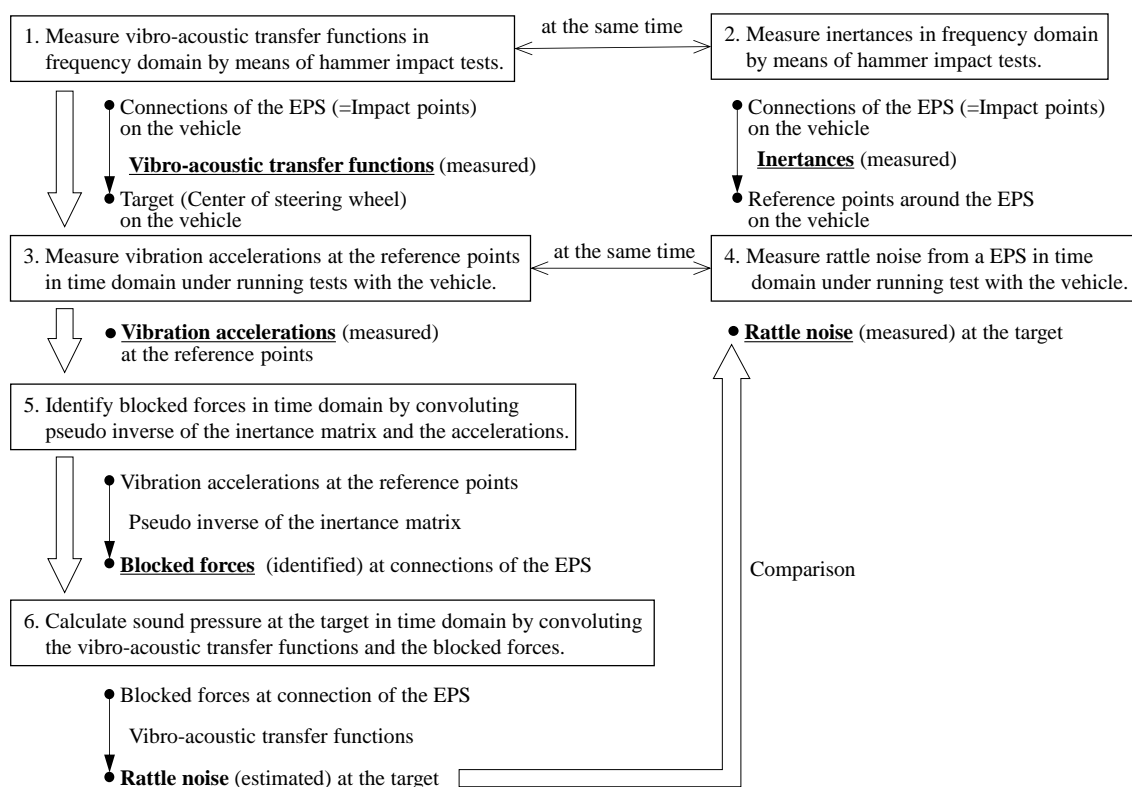 1. Measure vibro-acoustic transfer functions in
frequency domain by means of hammer impact tests.
at the same time
2. Measure inertances in frequency domain
by means of hammer impact tests.
Connections of the EPS (=Impact points)
on the vehicle
Vibro-acoustic transfer functions (measured)
Target (Center of steering wheel)
on the vehicle
Connections of the EPS (=Impact points)
on the vehicle
Inertances (measured)
Reference points around the EPS
on the vehicle
3. Measure vibration accelerations at the reference points
in time domain under running tests with the vehicle.
at the same time
4. Measure rattle noise from a EPS in time
domain under running test with the vehicle.
Vibration accelerations (measured)
at the reference points
Rattle noise (measured) at the target
5. Identify blocked forces in time domain by convoluting
pseudo inverse of the inertance matrix and the accelerations.
Vibration accelerations at the reference points
Pseudo inverse of the inertance matrix
Blocked forces (identified) at connections of the EPS
Comparison
6. Calculate sound pressure at the target in time domain by convoluting
the vibro-acoustic transfer functions and the blocked forces.
Blocked forces at connection of the EPS
Vibro-acoustic transfer functions
Rattle noise (estimated) at the target